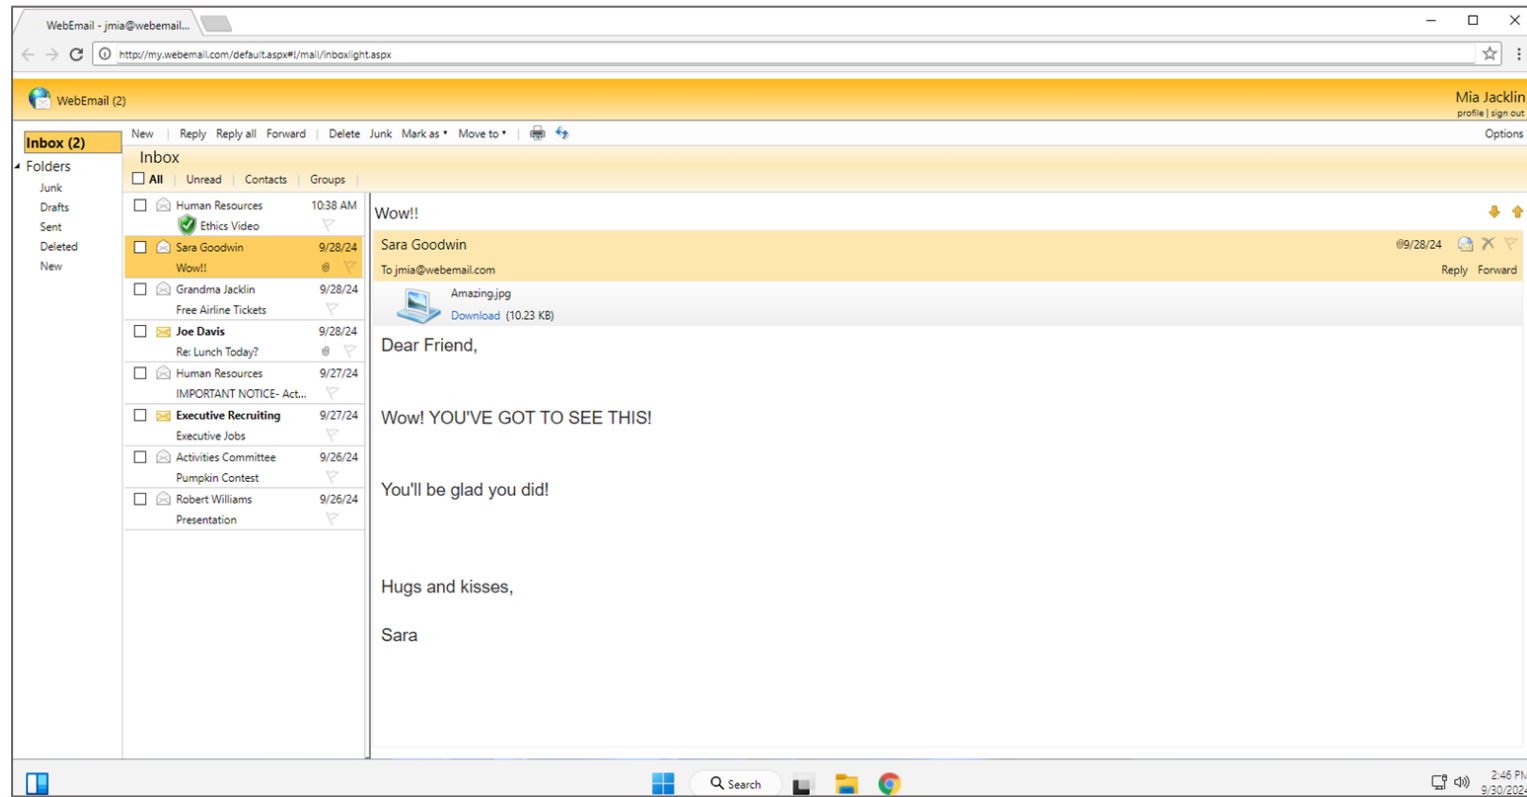 WebEmail - jmia@webemail...
http://my.webemail.com/default.aspx#!/mail/inboxlight.aspx
WebEmail (2)
Mia Jacklin
profile | sign out
Inbox (2)
New | Reply Reply all Forward | Delete Junk Mark as Move to
Options
Folders
Junk
Drafts
Sent
Deleted
New
Inbox
All | Unread | Contacts | Groups |
Human Resources 10:38 AM
Ethics Video
Sara Goodwin 9/28/24
Wow!!
Grandma Jacklin 9/28/24
Free Airline Tickets
Joe Davis 9/28/24
Re: Lunch Today?
Human Resources 9/27/24
IMPORTANT NOTICE- Act...
Executive Recruiting 9/27/24
Executive Jobs
Activities Committee 9/26/24
Pumpkin Contest
Robert Williams 9/26/24
Presentation
Wow!!
Sara Goodwin
9/28/24
To jmia@webemail.com
Reply Forward
Amazing.jpg
Download (10.23 KB)
Dear Friend,
Wow! YOU'VE GOT TO SEE THIS!
You'll be glad you did!
Hugs and kisses,
Sara
Search
2:46 PM
9/30/2024